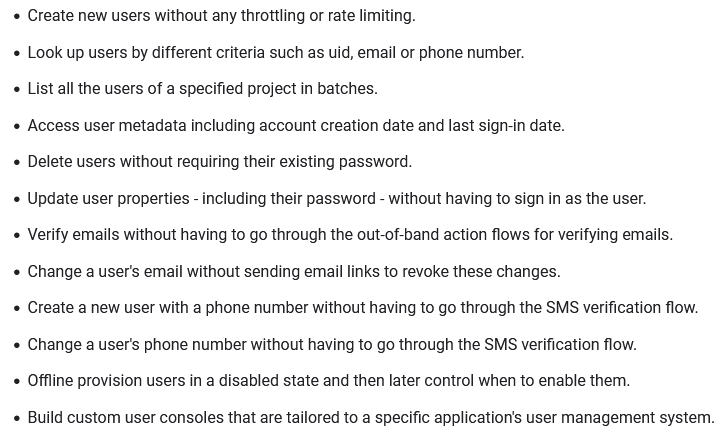 • Create new users without any throttling or rate limiting.
• Look up users by different criteria such as uid, email or phone number.
• List all the users of a specified project in batches.
• Access user metadata including account creation date and last sign-in date.
• Delete users without requiring their existing password.
• Update user properties - including their password - without having to sign in as the user.
• Verify emails without having to go through the out-of-band action flows for verifying emails.
• Change a user's email without sending email links to revoke these changes.
• Create a new user with a phone number without having to go through the SMS verification flow.
• Change a user's phone number without having to go through the SMS verification flow.
• Offline provision users in a disabled state and then later control when to enable them.
• Build custom user consoles that are tailored to a specific application's user management system.